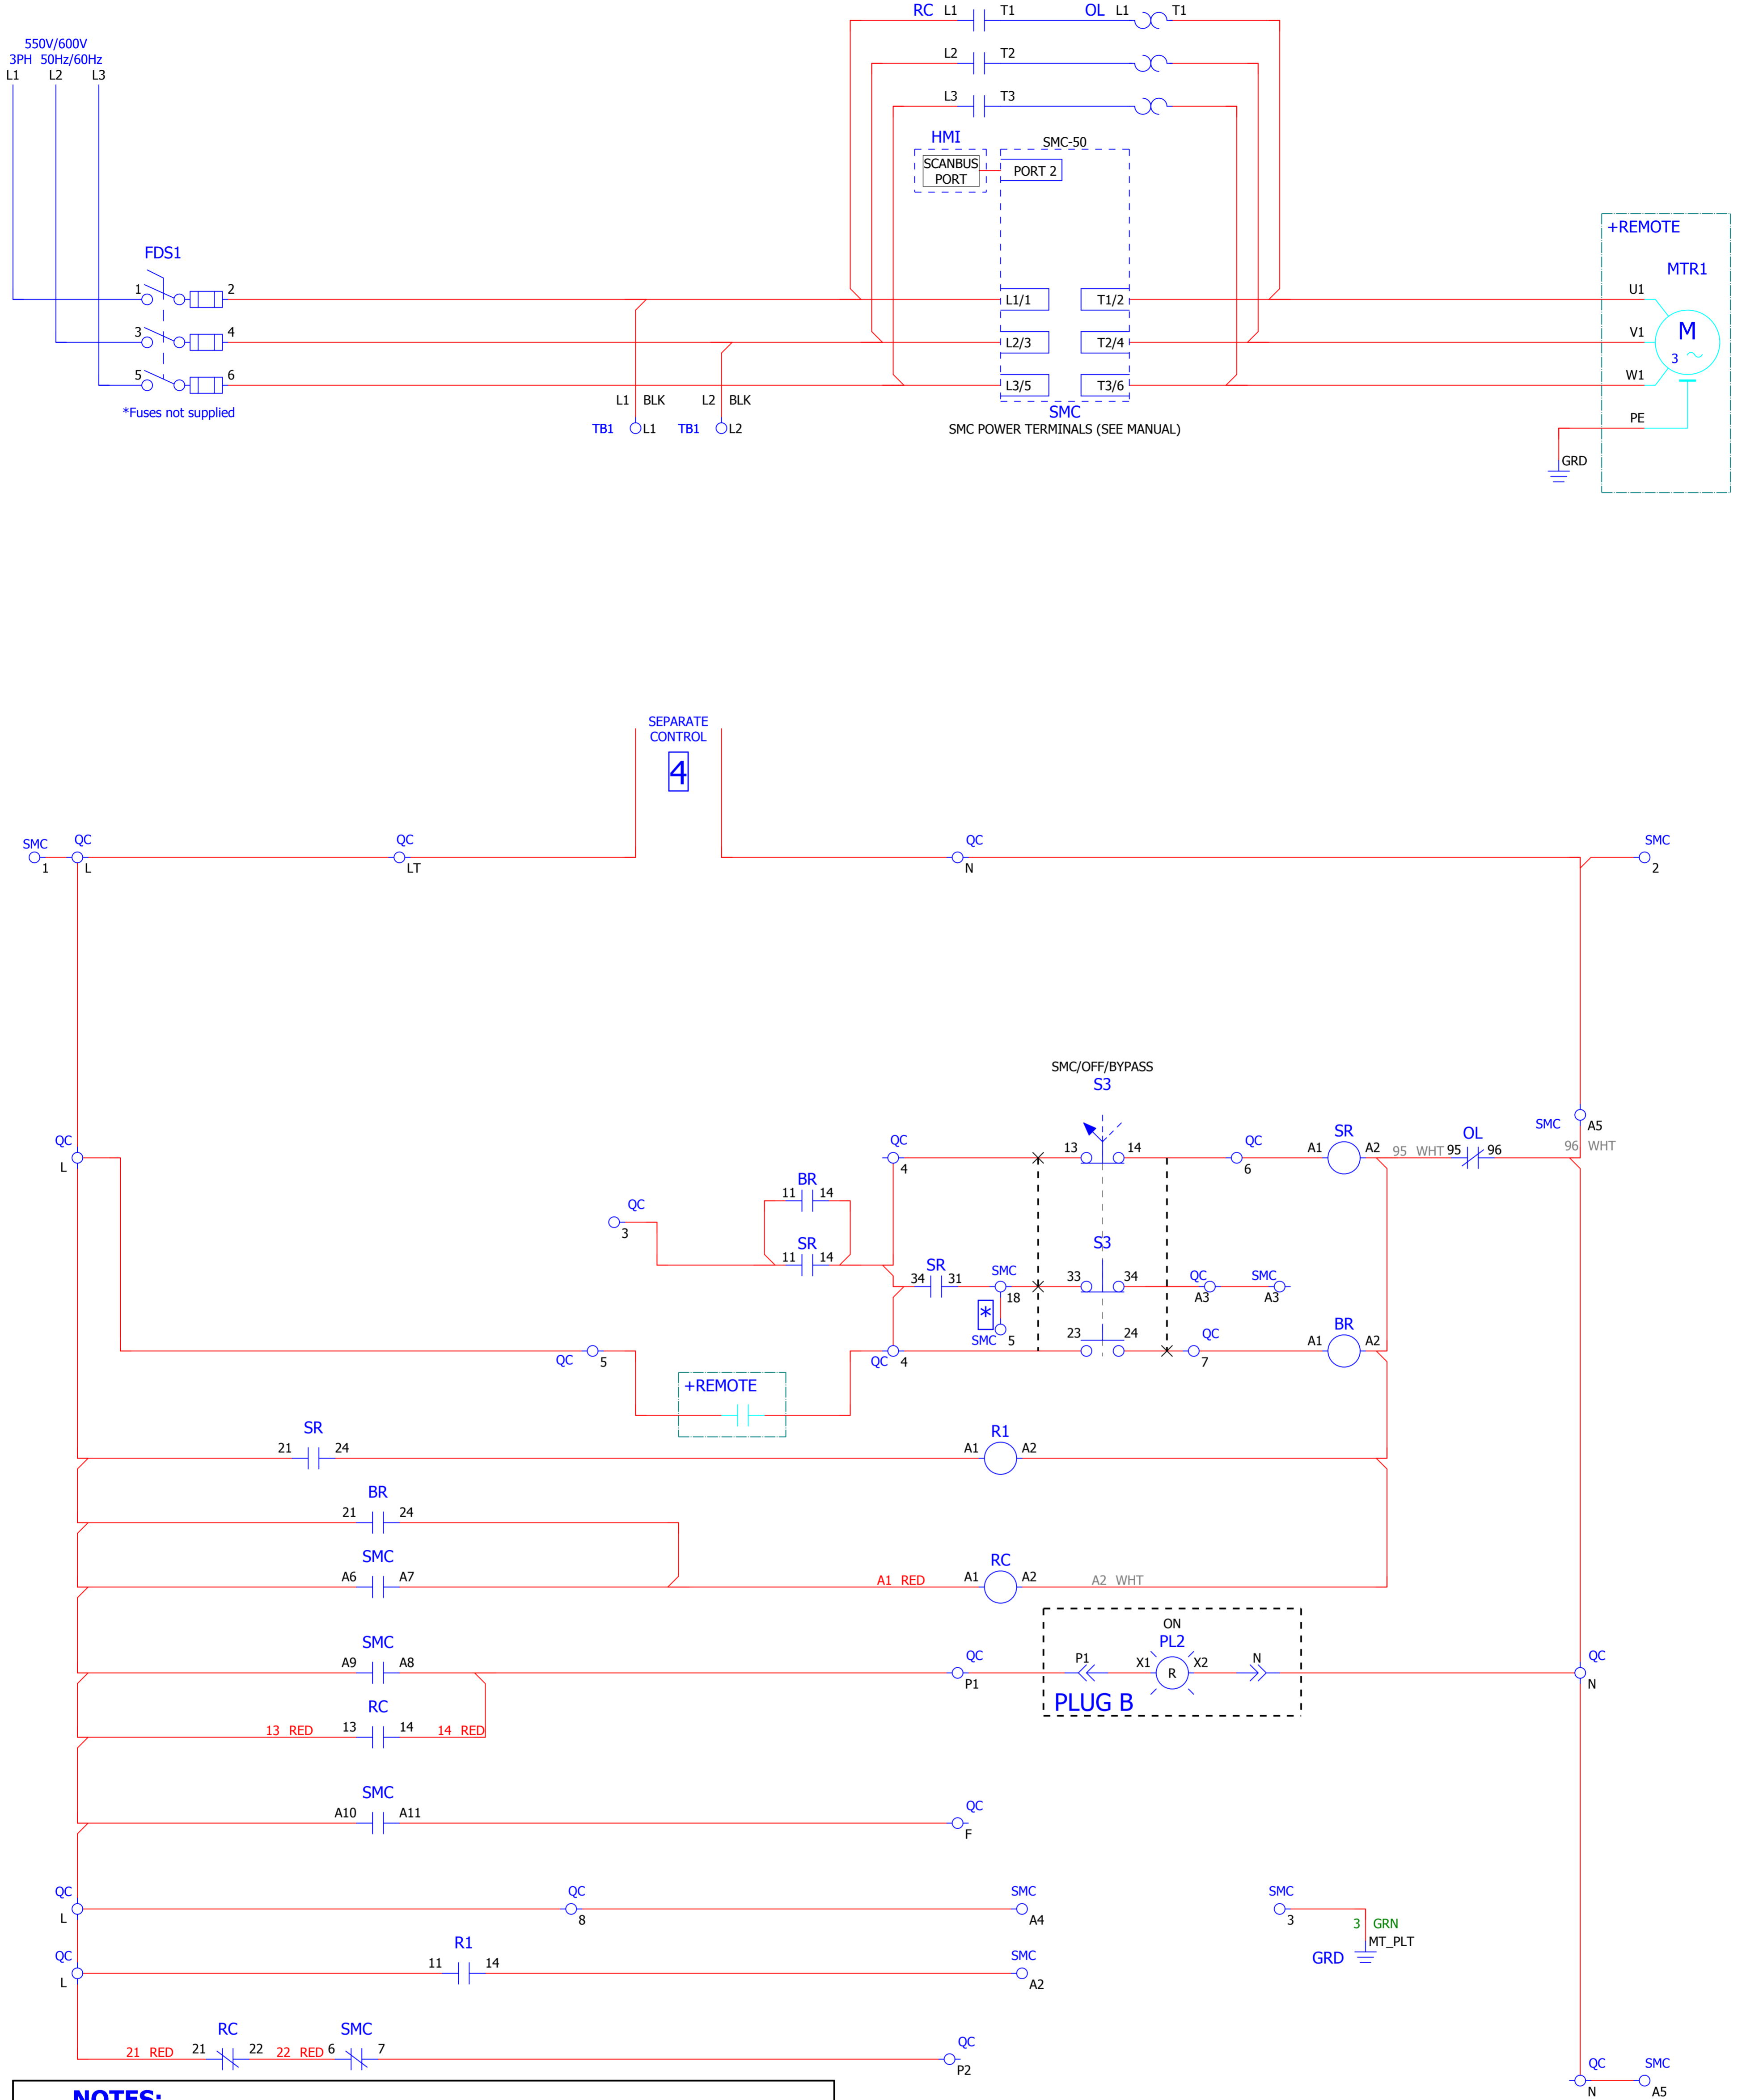 RC L1 T1 OL L1 T1
550V/600V
3PH 50Hz/60Hz
L1 L2 L3
L2 T2
L3 T3
HMI
SCANBUS
PORT
SMC-50
PORT 2
+REMOTE
MTR1
FDS1
1 2
3 4
5 6
*Fuses not supplied
L1/1 T1/2
L2/3 T2/4
L3/5 T3/6
U1
V1
W1
M
3
PE
GRD
L1 BLK L2 BLK
TB1 L1 TB1 L2
SMC
SMC POWER TERMINALS (SEE MANUAL)
SEPARATE
CONTROL
4
SMC QC QC QC SMC
1 L LT N 2
SMC/OFF/BYPASS
S3
QC
L
QC
4
13 14
QC
6
SR
A1 A2
95 WHT
OL
95 96
SMC A5
96 WHT
BR
11 14
QC
3
SR
11 14
S3
SR
34 31
SMC
18
33 34
QC
A3
SMC
A3
*
SMC 5
QC 5
QC 4
23 24
QC
7
BR
A1 A2
+REMOTE
SR
21 24
R1
A1 A2
BR
21 24
SMC
A6 A7
A1 RED
RC
A1 A2
A2 WHT
SMC
A9 A8
QC
P1
ON
PL2
P1 X1 R X2 N
PLUG B
QC
N
RC
13 RED 13 14 14 RED
SMC
A10 A11
QC
F
QC
L
QC
8
SMC
A4
SMC
3
3 GRN
MT_PLT
GRD
QC
L
R1
11 14
SMC
A2
RC SMC
21 RED 21 22 22 RED 6 7
QC
P2
QC SMC
N A5
NOTES: